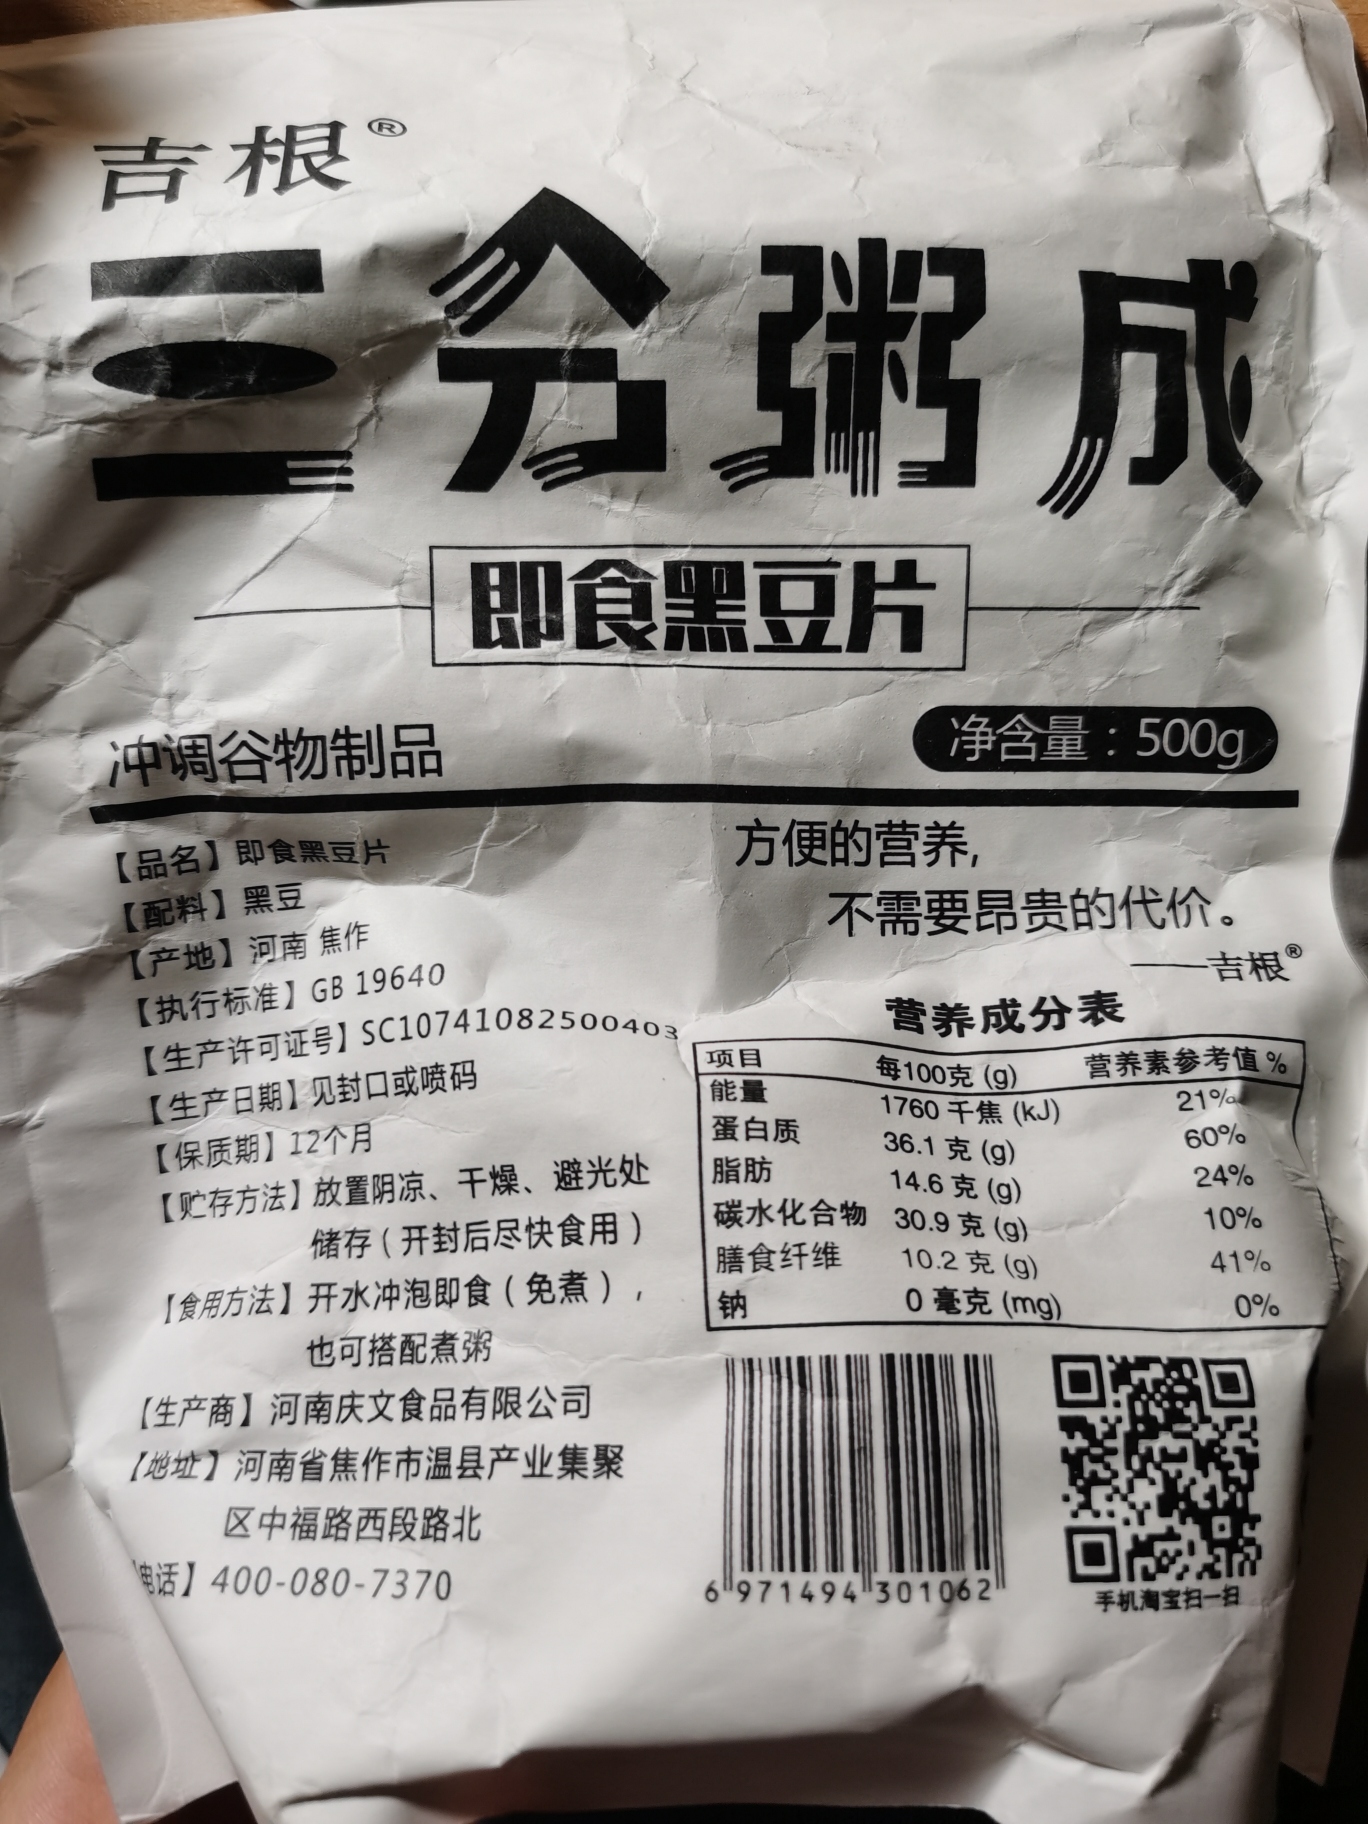 吉根®
三分粥成
即食黑豆片
冲调谷物制品
净含量：500g
【品名】即食黑豆片
【配料】黑豆
【产地】河南 焦作
【执行标准】GB 19640
【生产许可证号】SC10741082500403
【生产日期】见封口或喷码
【保质期】12个月
【贮存方法】放置阴凉、干燥、避光处
储存（开封后尽快食用）
【食用方法】开水冲泡即食（免煮），
也可搭配煮粥
【生产商】河南庆文食品有限公司
【地址】河南省焦作市温县产业集聚
区中福路西段路北
电话】400-080-7370
方便的营养,
不需要昂贵的代价。
——吉根®
营养成分表
项目 每100克 (g) 营养素参考值 %
能量 1760 千焦 (kJ) 21%
蛋白质 36.1 克 (g) 60%
脂肪 14.6 克 (g) 24%
碳水化合物 30.9 克 (g) 10%
膳食纤维 10.2 克 (g) 41%
钠 0 毫克 (mg) 0%
6 971494 301062
手机淘宝扫一扫